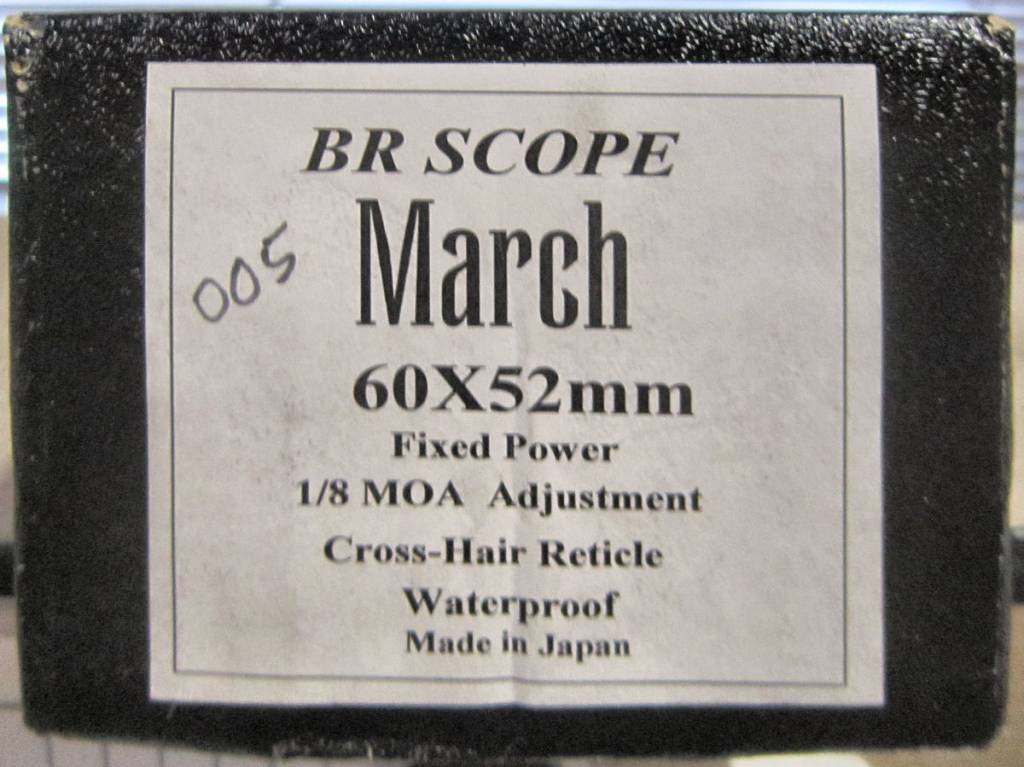 BR SCOPE
March
005
60X52mm
Fixed Power
1/8 MOA Adjustment
Cross-Hair Reticle
Waterproof
Made in Japan